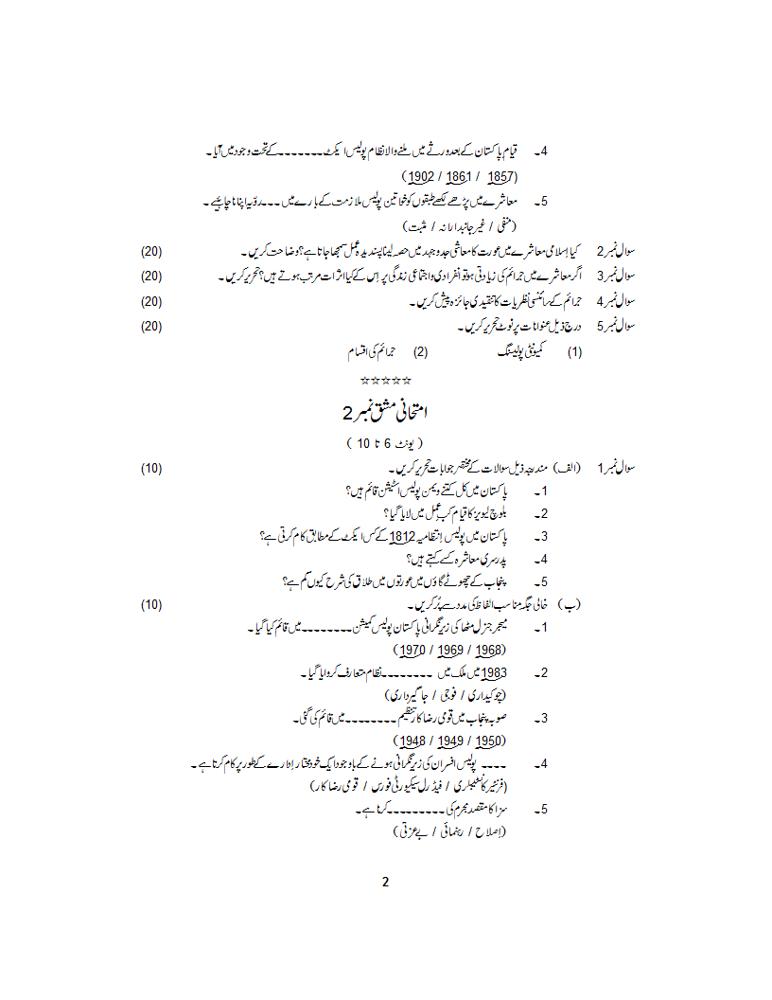 4۔ قیام پاکستان کے بعد ورثے میں ملنے والا نظام پولیس ایکٹ ۔۔۔۔۔۔۔ کے تحت وجود میں آیا ۔
(1857 / 1861 / 1902)
5۔ معاشرے میں پڑھے لکھے طبقوں کو خواتین پولیس ملازمت کے بارے میں ۔۔۔ رویہ اپنانا چاہئیے ۔
(منفی / غیر جانبدارانہ / مثبت)
سوال نمبر 2 کیا اِسلامی معاشرے میں عورت کا معاشی جدوجہد میں حصہ لینا پسندیدہ عمل سمجھا جاتا ہے؟ وضاحت کریں ۔ (20)
سوال نمبر 3 اگر معاشرے میں جرائم کی زیادتی ہو تو اِنفرادی و اجتماعی زندگی پر اِس کے کیا اثرات مرتب ہوتے ہیں؟ تحریر کریں ۔ (20)
سوال نمبر 4 جرائم کے سائنسی نظریات کا تنقیدی جائزہ پیش کریں ۔ (20)
سوال نمبر 5 درج ذیل عنوانات پر نوٹ تحریر کریں ۔ (20)
(1) کمیونٹی پولیسنگ (2) جرائم کی اقسام
☆☆☆☆☆
امتحانی مشق نمبر 2
( یونٹ 6 تا 10 )
سوال نمبر 1 (الف) مندرجہ ذیل سوالات کے مختصر جوابات تحریر کریں ۔ (10)
1۔ پاکستان میں کل کتنے ویمن پولیس اسٹیشن قائم ہیں؟
2۔ بلوچ لیویز کا قیام کب عمل میں لایا گیا ؟
3۔ پاکستان میں پولیس اِنتظامیہ 1812 کے کس ایکٹ کے مطابق کام کرتی ہے؟
4۔ پدرسری معاشرہ کسے کہتے ہیں؟
5۔ پنجاب کے چھوٹے گاؤں میں عورتوں میں طلاق کی شرح کیوں کم ہے؟
(ب) خالی جگہ مناسب الفاظ کی مدد سے پُر کریں ۔ (10)
1۔ میجر جنرل مٹھا کی زیر نگرانی پاکستان پولیس کمیشن ۔۔۔۔۔۔۔۔ میں قائم کیا گیا ۔
(1968 / 1969 / 1970)
2۔ 1983 میں ملک میں ۔۔۔۔۔۔۔۔ نظام متعارف کروایا گیا ۔
(چوکیداری / فوجی / جاگیرداری)
3۔ صوبہ پنجاب میں قومی رضا کار تنظیم ۔۔۔۔۔۔۔۔ میں قائم کی گئی۔
(1950 / 1949 / 1948)
4۔ ۔۔۔۔ پولیس افسران کی زیر نگرانی ہونے کے باوجود ایک خود مختار اِدارے کے طور پر کام کرتا ہے ۔
(فرنٹیئر کانسٹیبلری / فیڈرل سیکیورٹی فورس / قومی رضا کار)
5۔ سزا کا مقصد مجرم کی ۔۔۔۔۔۔۔۔۔ کرنا ہے۔
(اِصلاح / رہنمائی / بے عزتی )
2